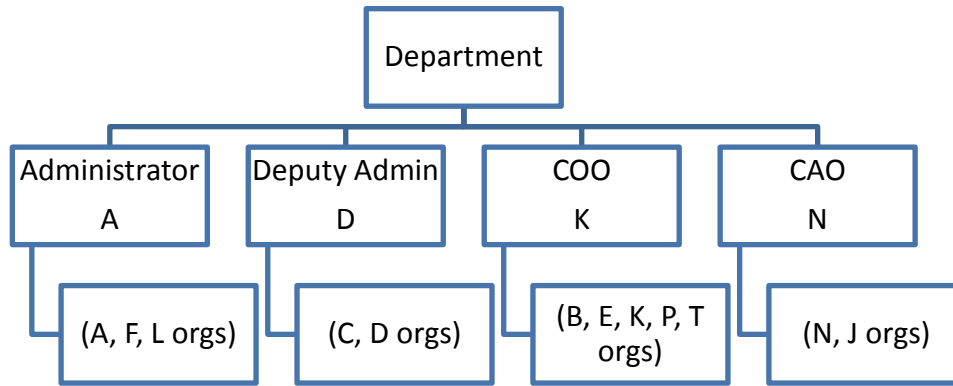 Department
Administrator
A
Deputy Admin
D
COO
K
CAO
N
(A, F, L orgs)
(C, D orgs)
(B, E, K, P, T
orgs)
(N, J orgs)